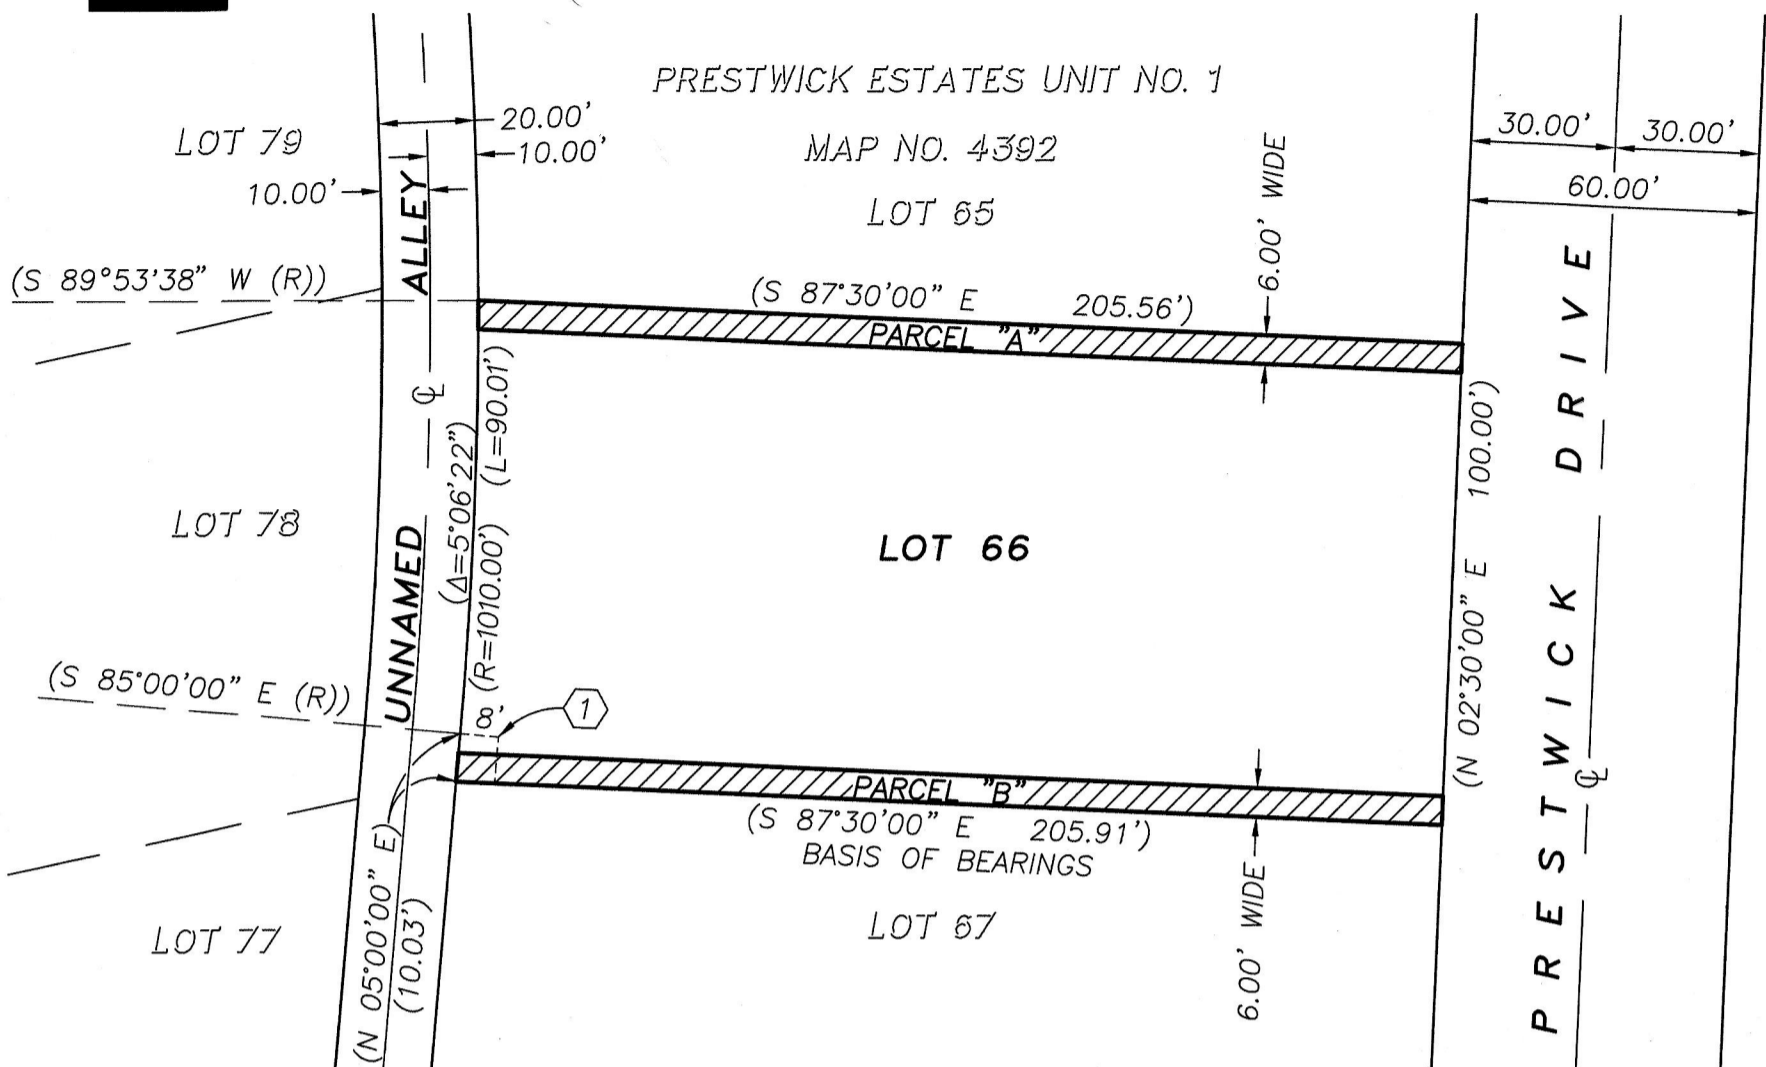 PRESTWICK ESTATES UNIT NO. 1
MAP NO. 4392
LOT 65
LOT 79
20.00'
10.00'
10.00'
ALLEY
6.00' WIDE
30.00'
30.00'
60.00'
(S 89°53'38" W (R))
(S 87°30'00" E 205.56')
PARCEL "A"
℄
(Δ=5°06'22")
(L=90.01')
(R=1010.00')
LOT 78
UNNAMED
LOT 66
(N 02°30'00" E 100.00')
PRESTWICK DRIVE
℄
(S 85°00'00" E (R))
8'
1
PARCEL "B"
(S 87°30'00" E 205.91')
BASIS OF BEARINGS
LOT 67
6.00' WIDE
LOT 77
(N 05°00'00" E)
(10.03')